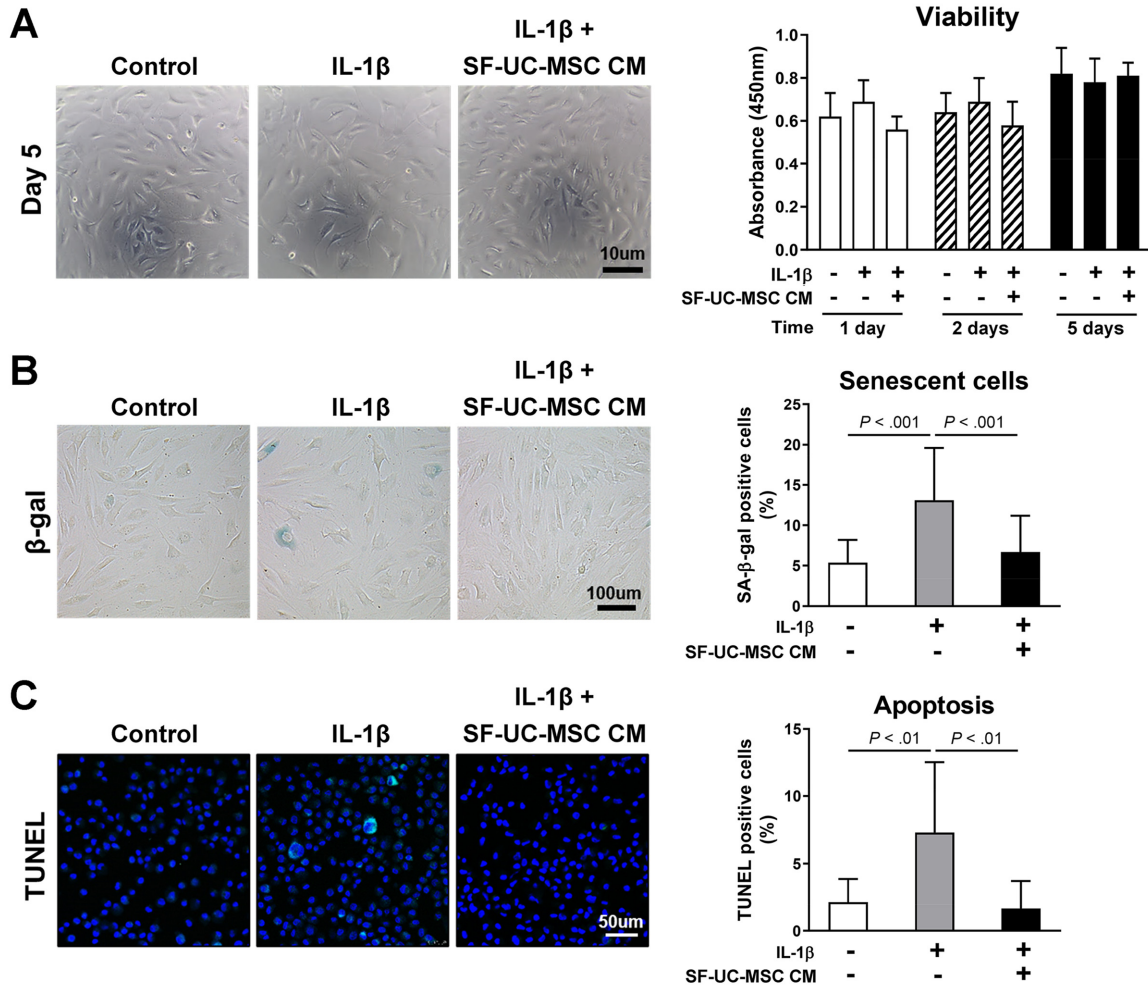 A
Control
IL-1β
IL-1β +
SF-UC-MSC CM
Day 5
10um
Viability
Absorbance (450nm)
1.0
0.8
0.6
0.4
0.2
0.0
IL-1β - + + - + + - + +
SF-UC-MSC CM - - + - - + - - +
Time 1 day 2 days 5 days
B
Control
IL-1β
IL-1β +
SF-UC-MSC CM
β-gal
100um
Senescent cells
SA-β-gal positive cells
(%)
25
20
15
10
5
0
P < .001 P < .001
IL-1β - + +
SF-UC-MSC CM - - +
C
Control
IL-1β
IL-1β +
SF-UC-MSC CM
TUNEL
50um
Apoptosis
TUNEL positive cells
(%)
15
10
5
0
P < .01 P < .01
IL-1β - + +
SF-UC-MSC CM - - +